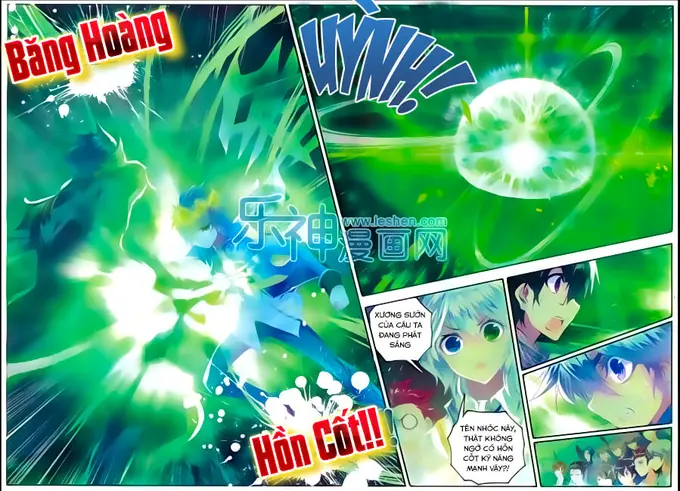 Băng Hoàng
UỲNH!
www.leshen.com
乐神漫画网
XƯƠNG SƯỜN
CỦA CẬU TA
ĐANG PHÁT
SÁNG
TÊN NHÓC NÀY,
THẬT KHÔNG
NGỜ CÓ HỒN
CỐT KỸ NĂNG
MẠNH VẬY?!
Hồn Cốt!!